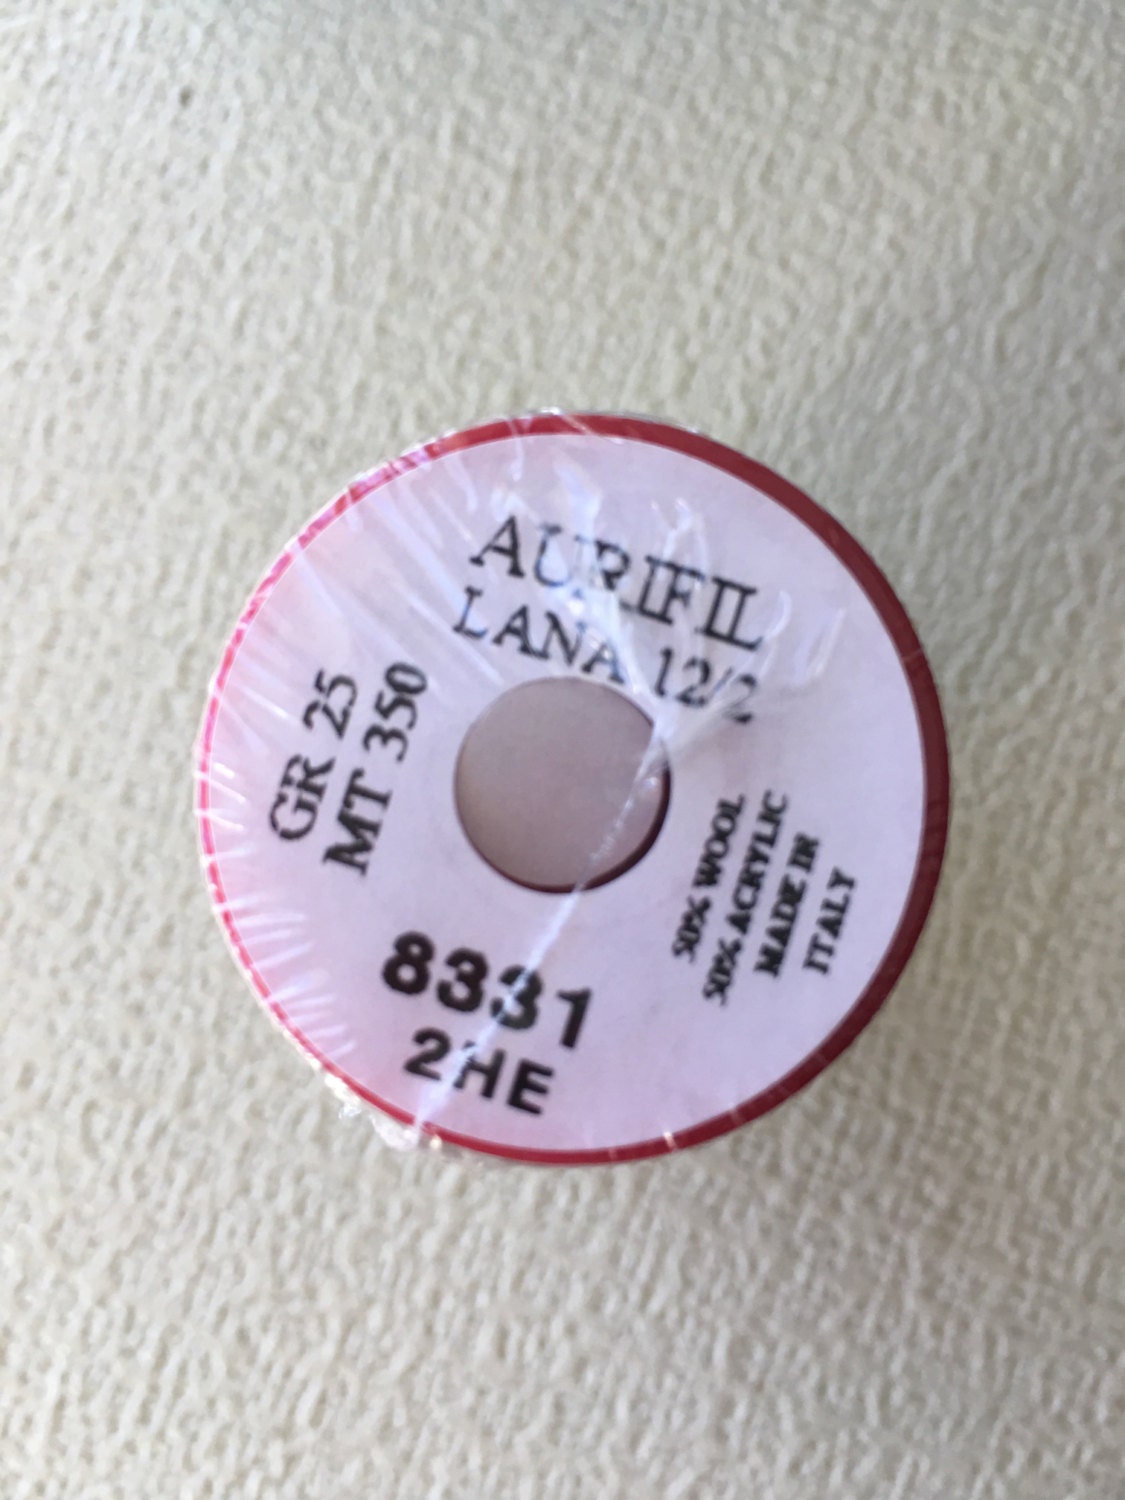 AURIFIL
LANA 12/2
GR 25
MT 350
50% WOOL
50% ACRYLIC
MADE IN
ITALY
8331
2HE